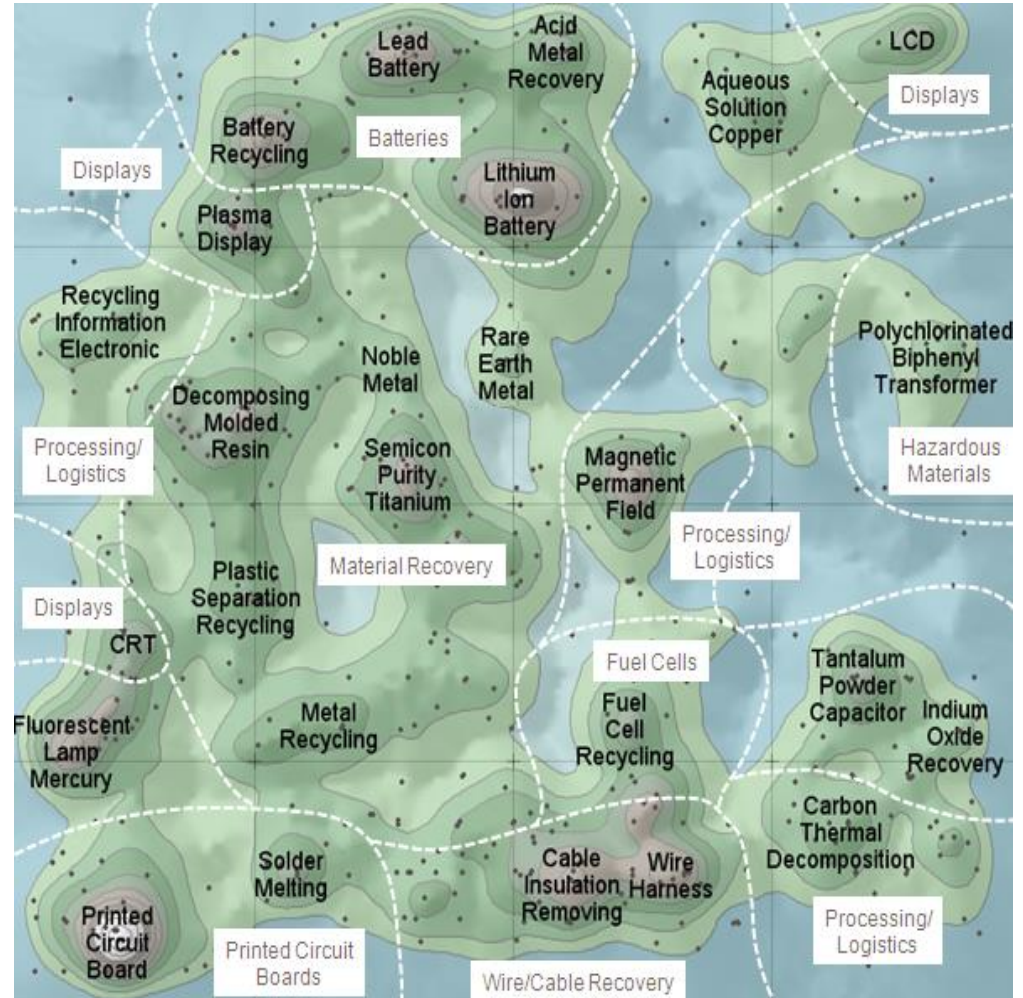 Lead
Battery
Acid
Metal
Recovery
LCD
Aqueous
Solution
Copper
Displays
Battery
Recycling
Batteries
Displays
Lithium
Ion
Battery
Plasma
Display
Recycling
Information
Electronic
Rare
Earth
Metal
Noble
Metal
Polychlorinated
Biphenyl
Transformer
Decomposing
Molded
Resin
Processing/
Logistics
Semicon
Purity
Titanium
Magnetic
Permanent
Field
Hazardous
Materials
Processing/
Logistics
Material Recovery
Plastic
Separation
Recycling
Displays
CRT
Fuel Cells
Tantalum
Powder
Capacitor
Fluorescent
Lamp
Mercury
Metal
Recycling
Fuel
Cell
Recycling
Indium
Oxide
Recovery
Carbon
Thermal
Decomposition
Solder
Melting
Cable
Insulation
Removing
Wire
Harness
Printed
Circuit
Board
Printed Circuit
Boards
Processing/
Logistics
Wire/Cable Recovery